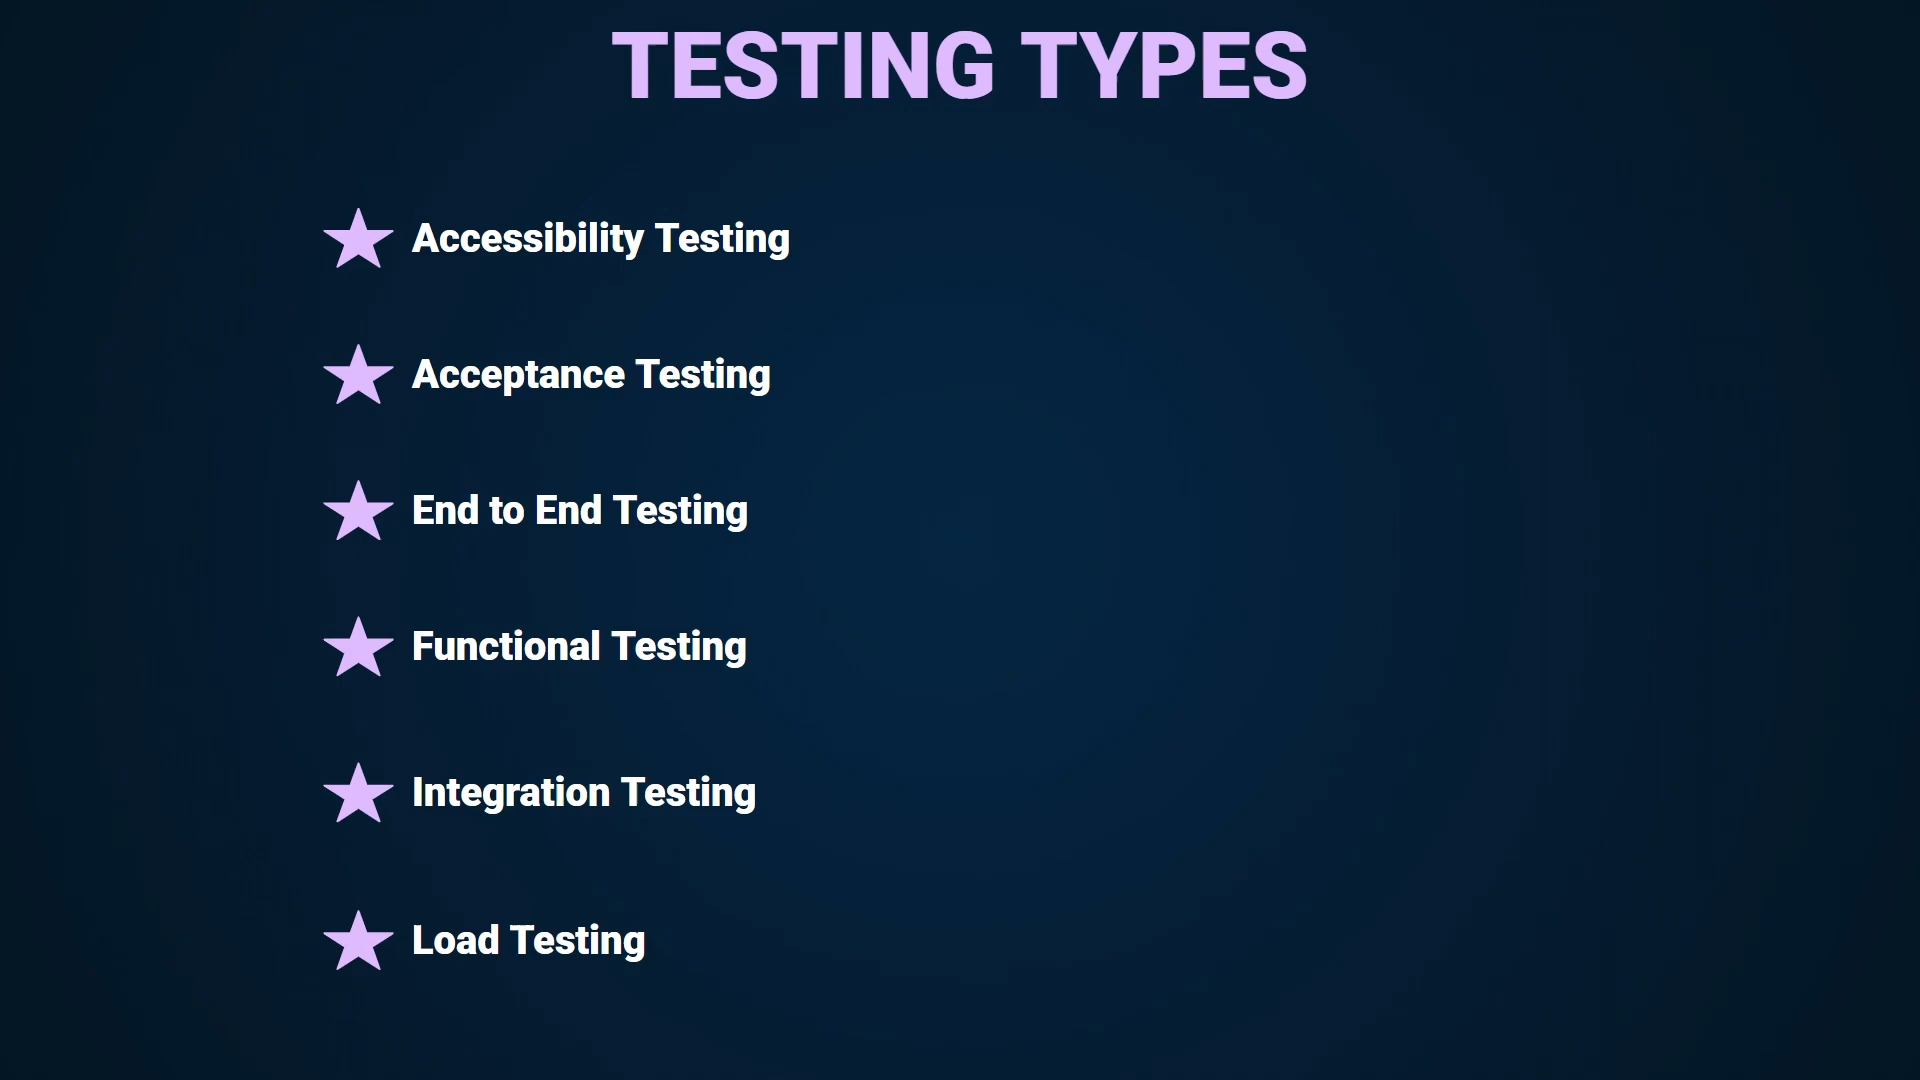 TESTING TYPES
Accessibility Testing
Acceptance Testing
End to End Testing
Functional Testing
Integration Testing
Load Testing